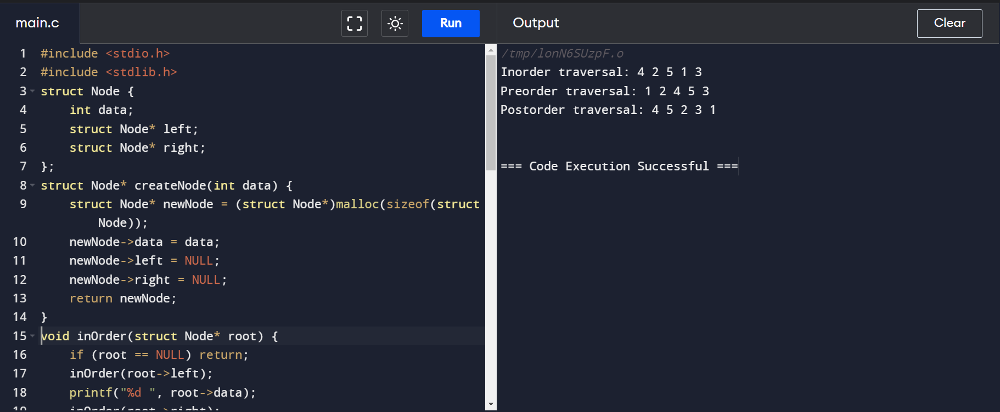 main.c
Run
Output
Clear
1 #include <stdio.h>
2 #include <stdlib.h>
3 struct Node {
4     int data;
5     struct Node* left;
6     struct Node* right;
7 };
8 struct Node* createNode(int data) {
9     struct Node* newNode = (struct Node*)malloc(sizeof(struct
        Node));
10     newNode->data = data;
11     newNode->left = NULL;
12     newNode->right = NULL;
13     return newNode;
14 }
15 void inOrder(struct Node* root) {
16     if (root == NULL) return;
17     inOrder(root->left);
18     printf("%d ", root->data);
19     inOrder(root->right);
/tmp/lonN6SUzpF.o
Inorder traversal: 4 2 5 1 3
Preorder traversal: 1 2 4 5 3
Postorder traversal: 4 5 2 3 1
=== Code Execution Successful ===